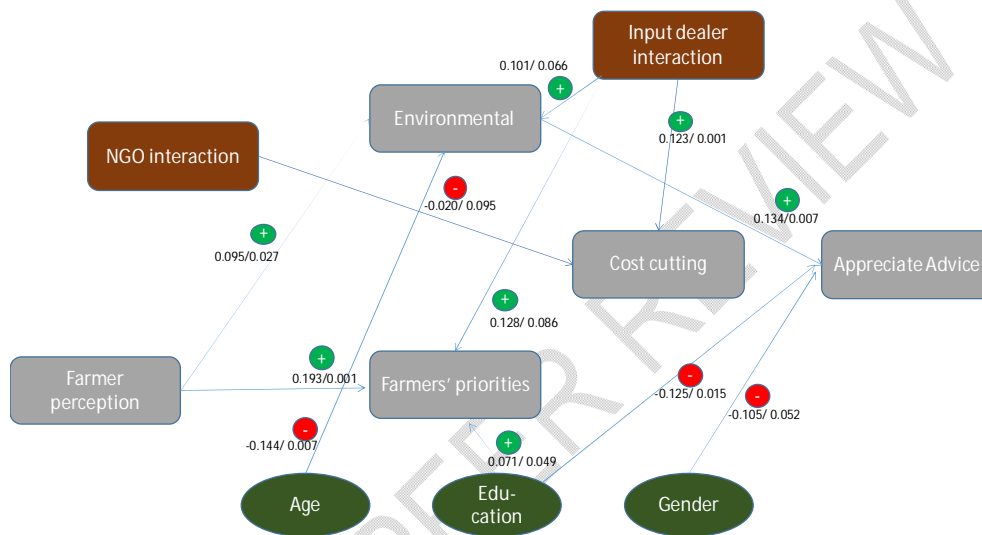 Input dealer
interaction
0.101/ 0.066
+
Environmental
+
0.123/ 0.001
NGO interaction
-
-0.020/ 0.095
+
0.134/0.007
+
0.095/0.027
Cost cutting
Appreciate Advice
+
0.128/ 0.086
+
0.193/0.001
Farmer
perception
Farmers' priorities
-
-0.125/ 0.015
-
-0.105/ 0.052
-
-0.144/ 0.007
+
0.071/ 0.049
Age
Edu-
cation
Gender
PEER REVIEW